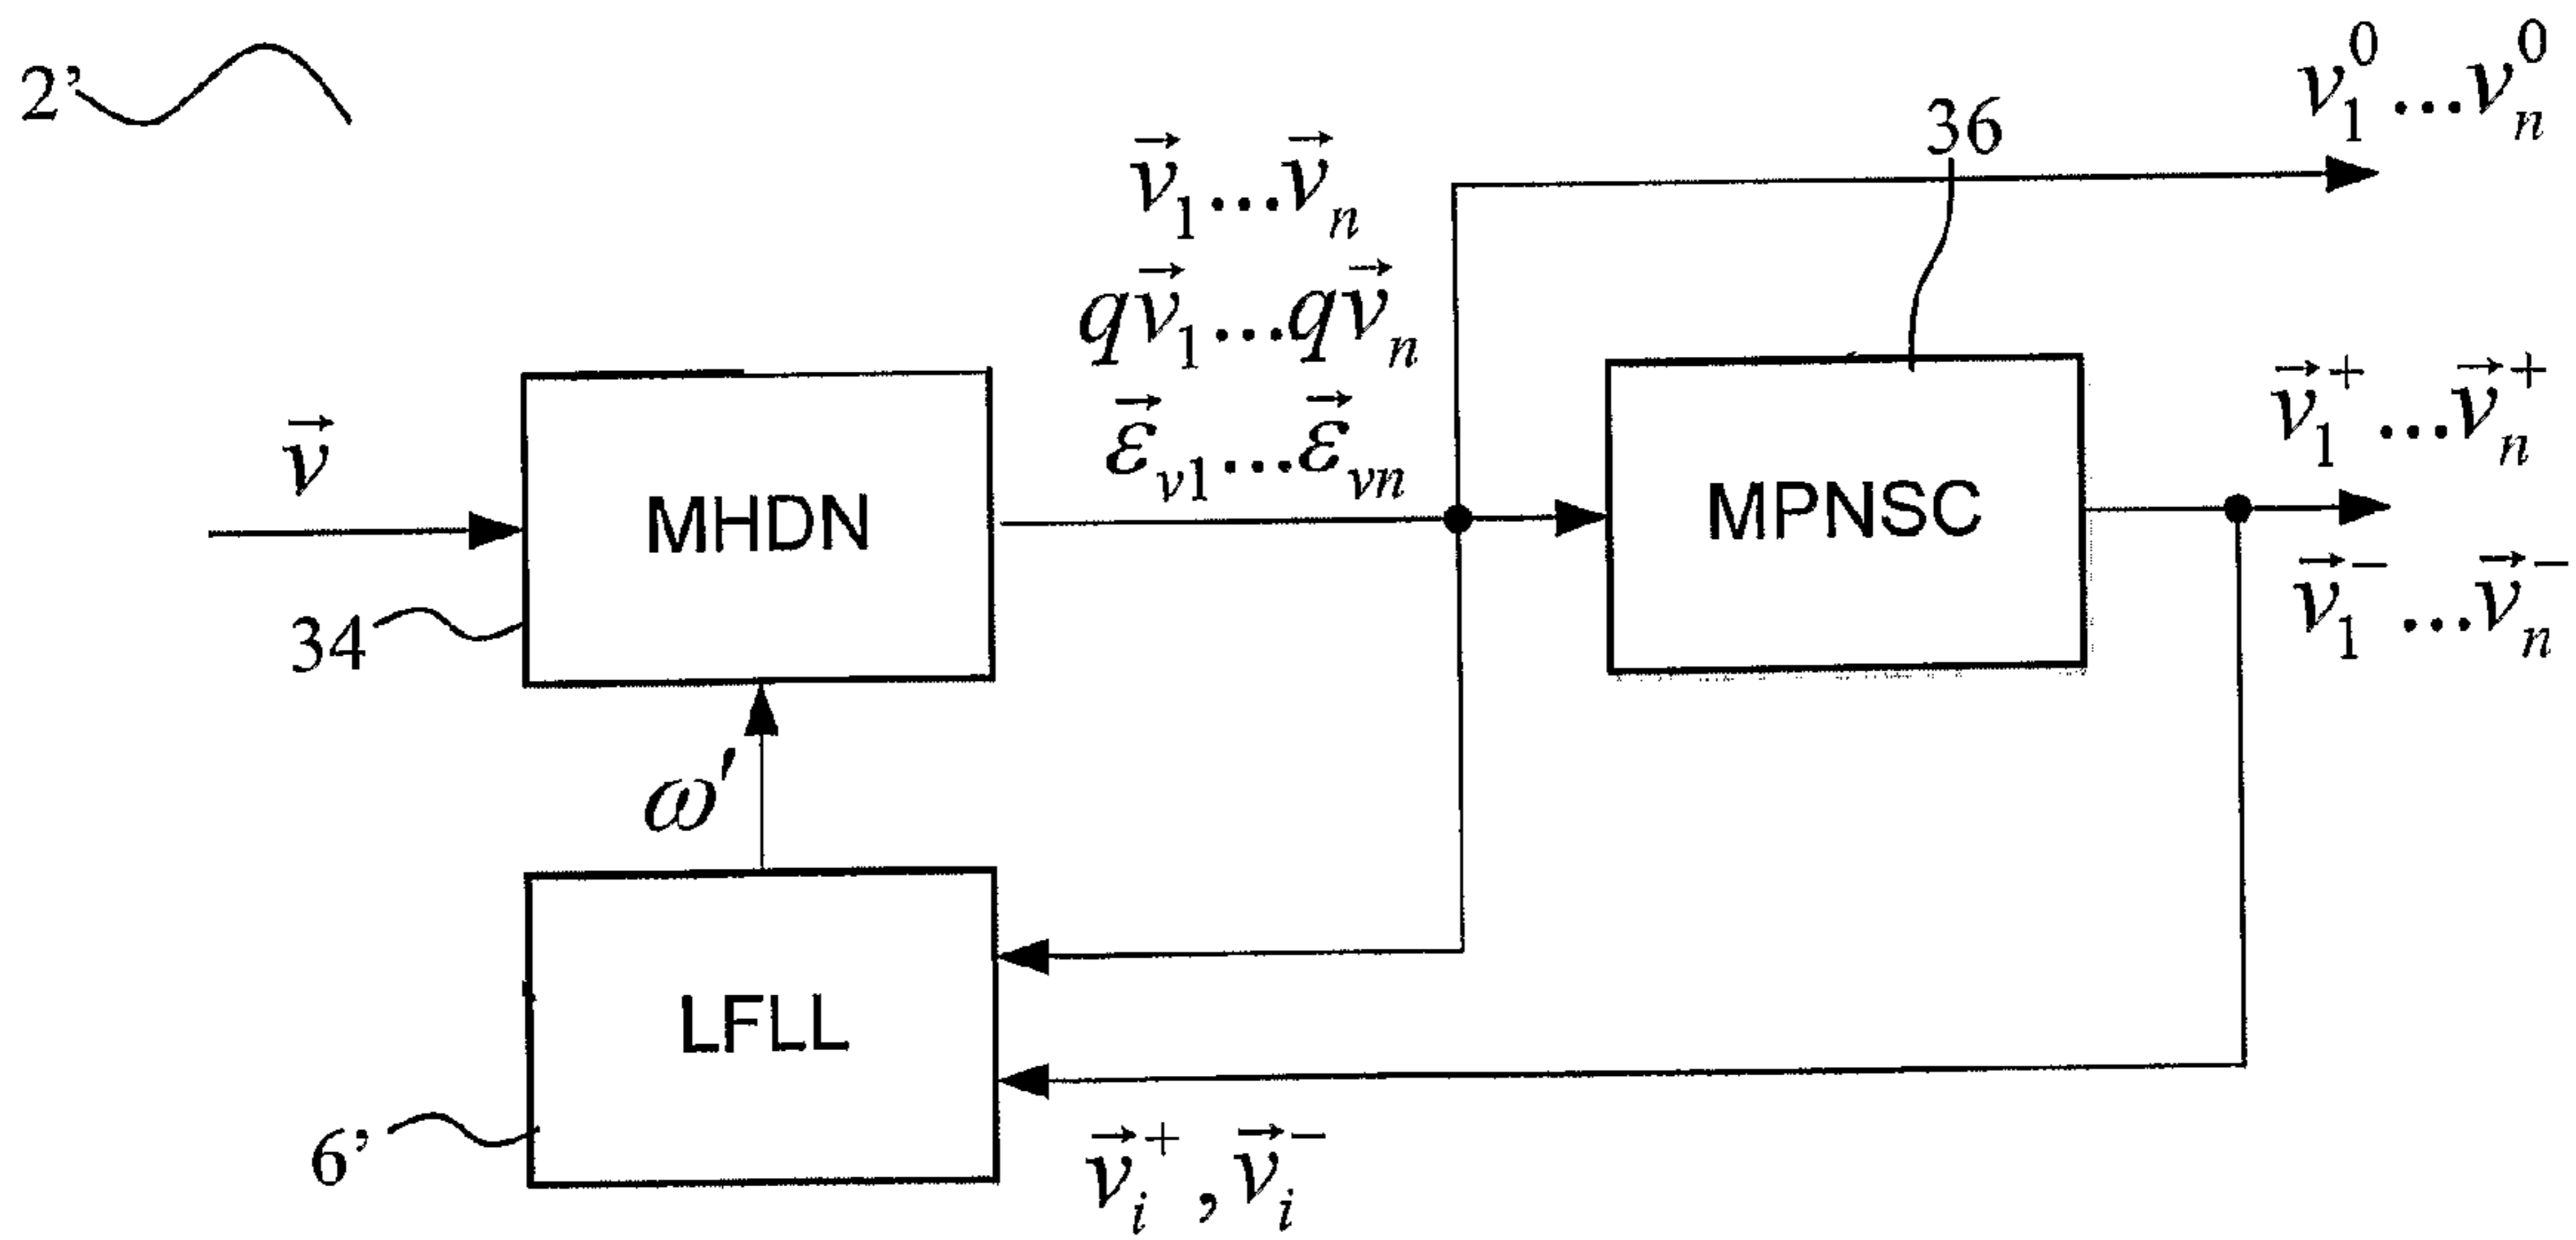 2’
v⃗
34
MHDN
ω′
LFLL
6’
v⃗₁...v⃗ₙ
qv⃗₁...qv⃗ₙ
ε⃗ᵥ₁...ε⃗ᵥₙ
36
MPNSC
v₁⁰...vₙ⁰
v⃗₁⁺...v⃗ₙ⁺
v⃗₁⁻...v⃗ₙ⁻
v⃗ᵢ⁺, v⃗ᵢ⁻